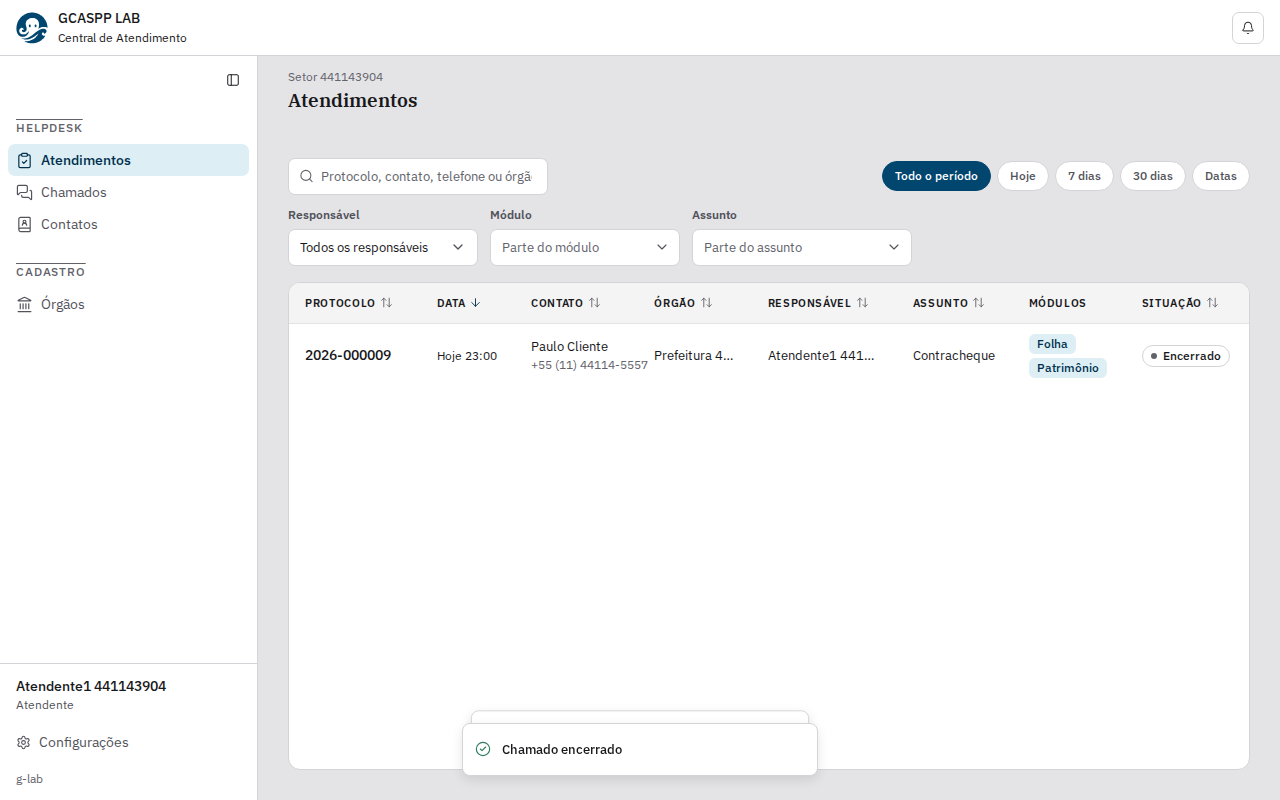 GCASPP LAB
Central de Atendimento
HELPDESK
Atendimentos
Chamados
Contatos
CADASTRO
Órgãos
Atendente1 441143904
Atendente
Configurações
g-lab
Setor 441143904
Atendimentos
Protocolo, contato, telefone ou órgã
Todo o período
Hoje
7 dias
30 dias
Datas
Responsável
Módulo
Assunto
Todos os responsáveis
Parte do módulo
Parte do assunto
PROTOCOLO DATA CONTATO ÓRGÃO RESPONSÁVEL ASSUNTO MÓDULOS SITUAÇÃO
2026-000009
Hoje 23:00
Paulo Cliente
+55 (11) 44114-5557
Prefeitura 4...
Atendente1 441...
Contracheque
Folha
Patrimônio
Encerrado
Chamado encerrado